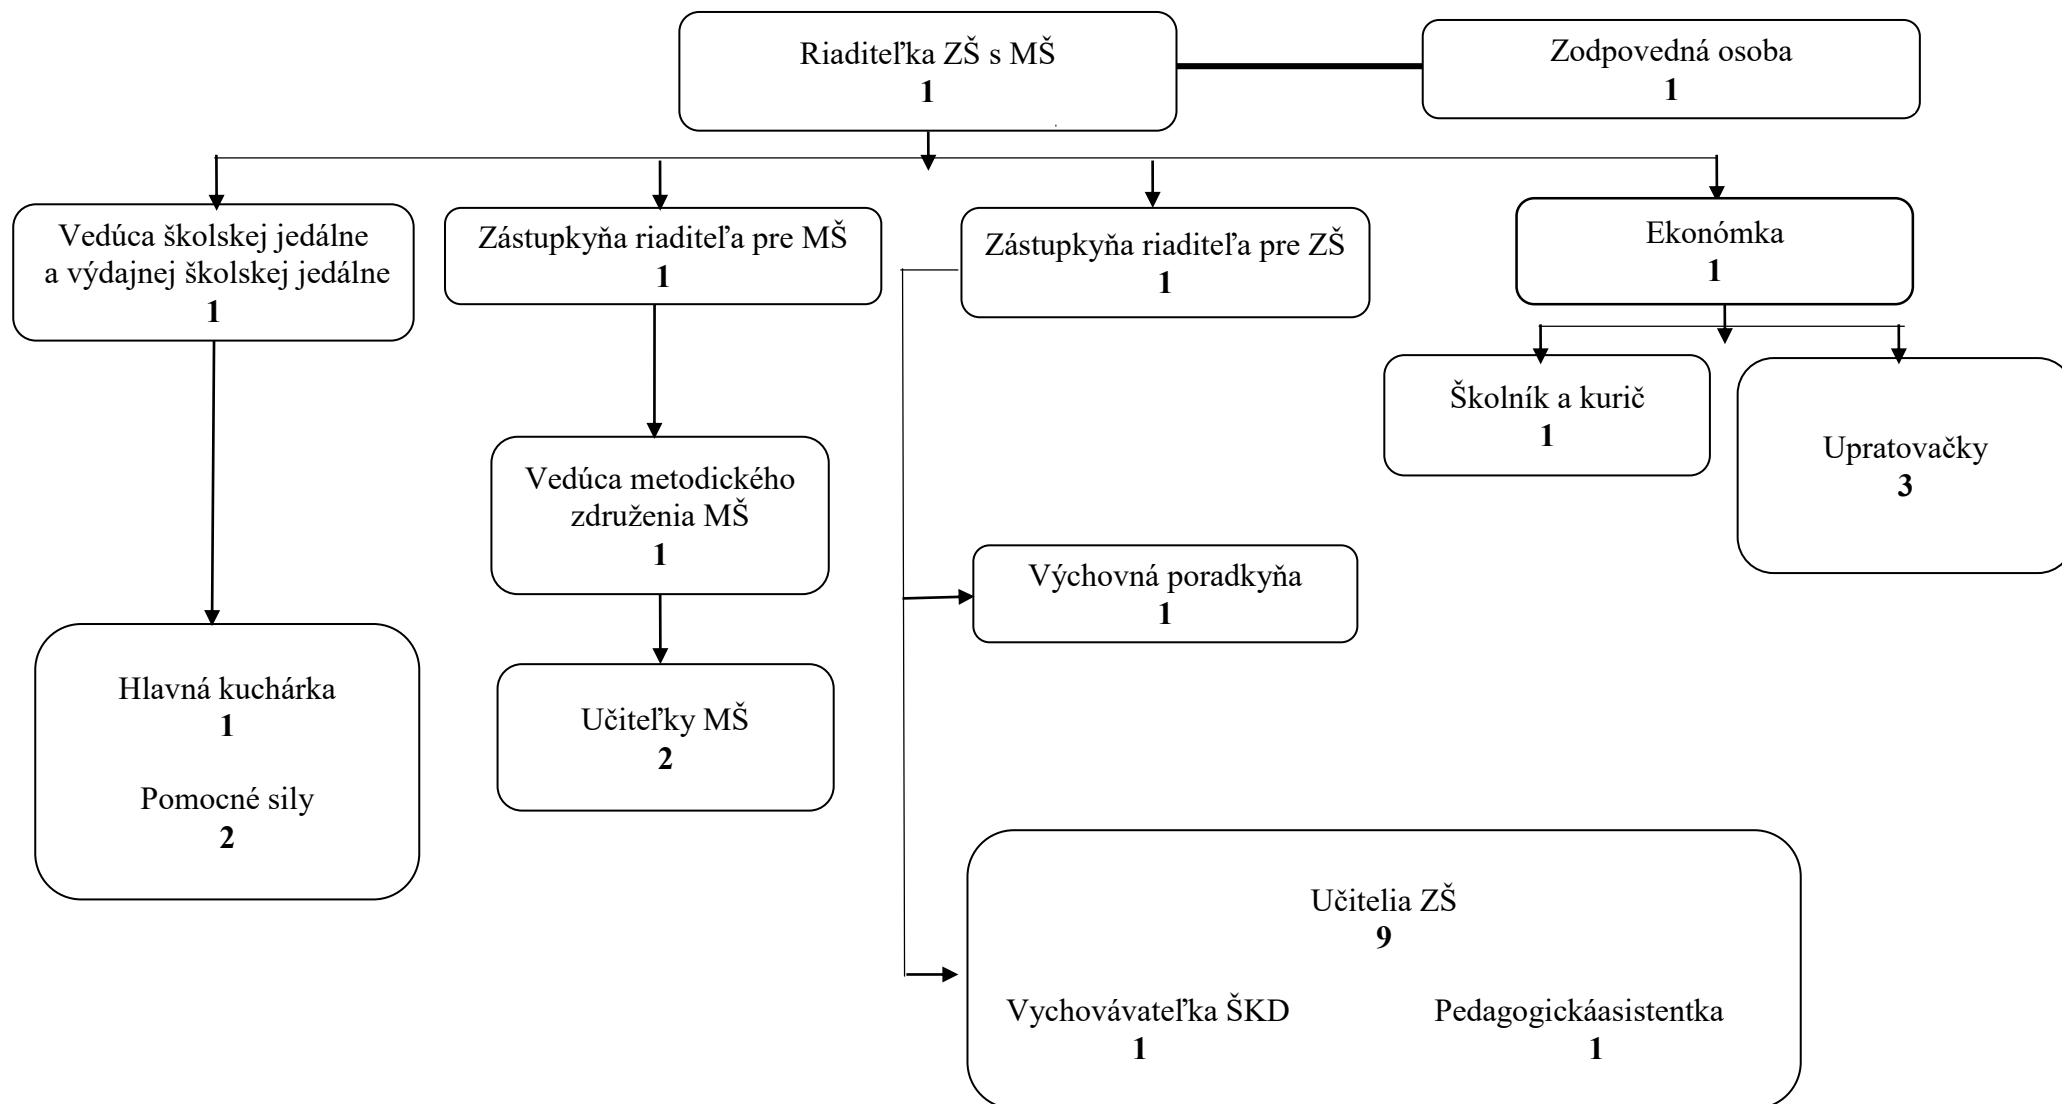 Riaditeľka ZŠ s MŠ
1
Zodpovedná osoba
1
Vedúca školskej jedálne
a výdajnej školskej jedálne
1
Zástupkyňa riaditeľa pre MŠ
1
Zástupkyňa riaditeľa pre ZŠ
1
Ekonómka
1
Školník a kurič
1
Upratovačky
3
Vedúca metodického
združenia MŠ
1
Výchovná poradkyňa
1
Hlavná kuchárka
1
Pomocné sily
2
Učiteľky MŠ
2
Učitelia ZŠ
9
Vychovávateľka ŠKD
1
Pedagogickáasistentka
1